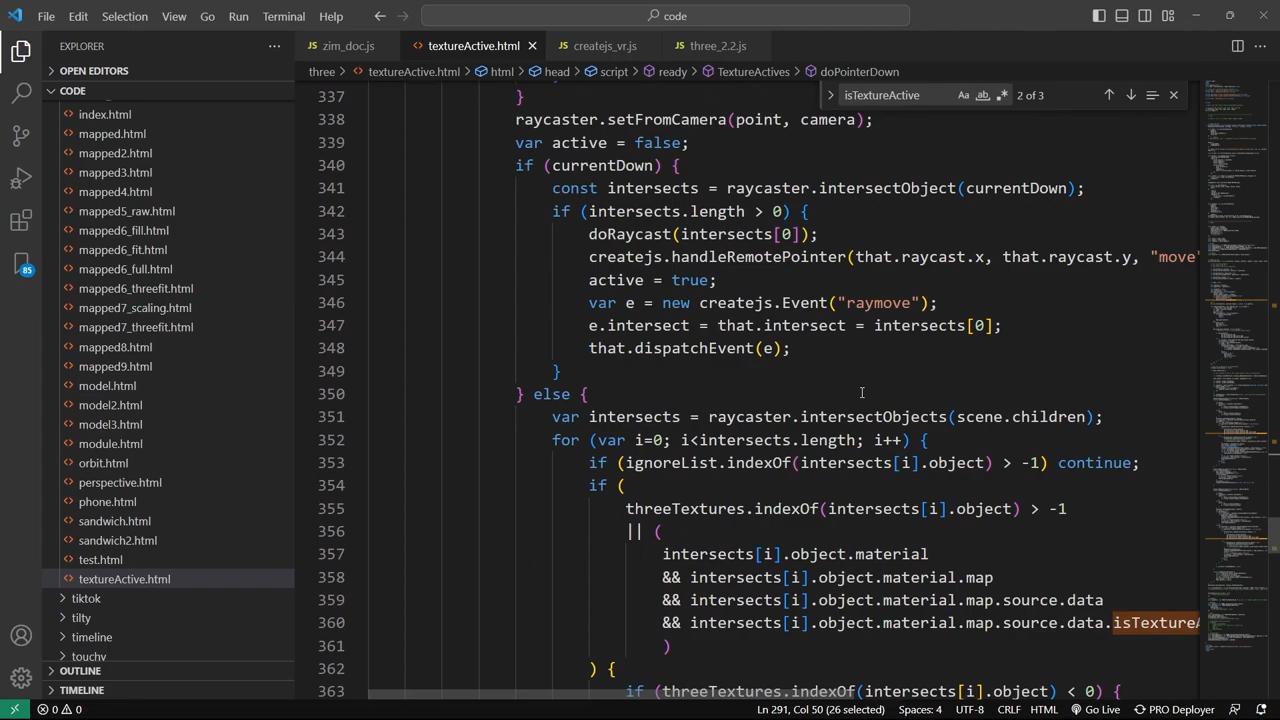 File Edit Selection View Go Run Terminal Help
code
EXPLORER
zim_doc.js
textureActive.html
createjs_vr.js
three_2.2.js
OPEN EDITORS
three > textureActive.html > html > head > script > ready > TextureActives > doPointerDown
CODE
index.html
mapped.html
mapped2.html
mapped3.html
mapped4.html
mapped5_raw.html
mapped6_fill.html
mapped6_fit.html
mapped6_full.html
mapped6_threefit.html
mapped7_scaling.html
mapped7_threefit.html
mapped8.html
mapped9.html
model.html
model2.html
model3.html
module.html
orbit.html
perspective.html
phone.html
sandwich.html
sandwich2.html
test.html
textureActive.html
tiktok
tilty
timeline
touchy
OUTLINE
TIMELINE
85
isTextureActive
ab
2 of 3
337 }
338 raycaster.setFromCamera(point, camera);
339 var active = false;
340 if (currentDown) {
341 const intersects = raycaster.intersectObject(currentDown);
342 if (intersects.length > 0) {
343 doRaycast(intersects[0]);
344 createjs.handleRemotePointer(that.raycast.x, that.raycast.y, "move"
345 active = true;
346 var e = new createjs.Event("raymove");
347 e.intersect = that.intersect = intersects[0];
348 that.dispatchEvent(e);
349 }
350 } else {
351 var intersects = raycaster.intersectObjects(scene.children);
352 for (var i=0; i<intersects.length; i++) {
353 if (ignoreList.indexOf(intersects[i].object) > -1) continue;
354 if (
355 threeTextures.indexOf(intersects[i].object) > -1
356 || (
357 intersects[i].object.material
358 && intersects[i].object.material.map
359 && intersects[i].object.material.map.source.data
360 && intersects[i].object.material.map.source.data.isTextureA
361 )
362 ) {
363 if (threeTextures.indexOf(intersects[i].object) < 0) {
0 0
Ln 291, Col 50 (26 selected) Spaces: 4 UTF-8 CRLF HTML Go Live PRO Deployer